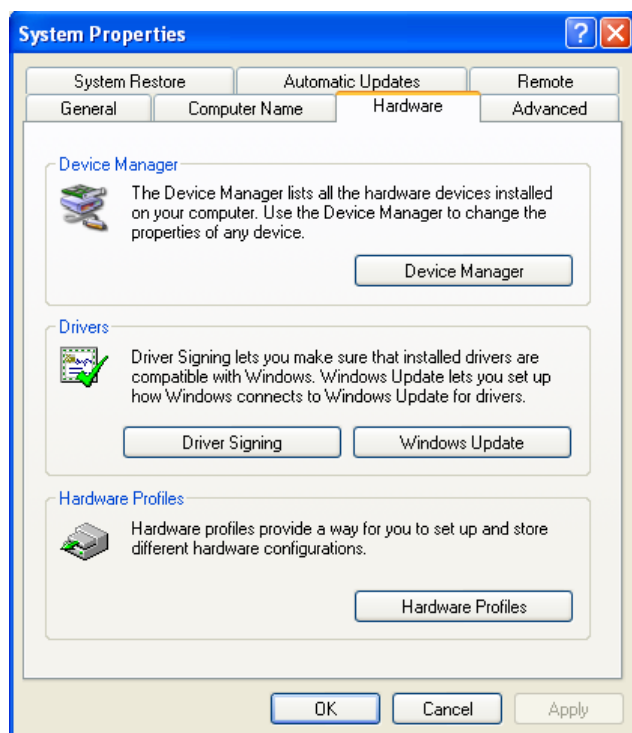 System Properties
System Restore
Automatic Updates
Remote
General
Computer Name
Hardware
Advanced
Device Manager
The Device Manager lists all the hardware devices installed
on your computer. Use the Device Manager to change the
properties of any device.
Device Manager
Drivers
Driver Signing lets you make sure that installed drivers are
compatible with Windows. Windows Update lets you set up
how Windows connects to Windows Update for drivers.
Driver Signing
Windows Update
Hardware Profiles
Hardware profiles provide a way for you to set up and store
different hardware configurations.
Hardware Profiles
OK
Cancel
Apply